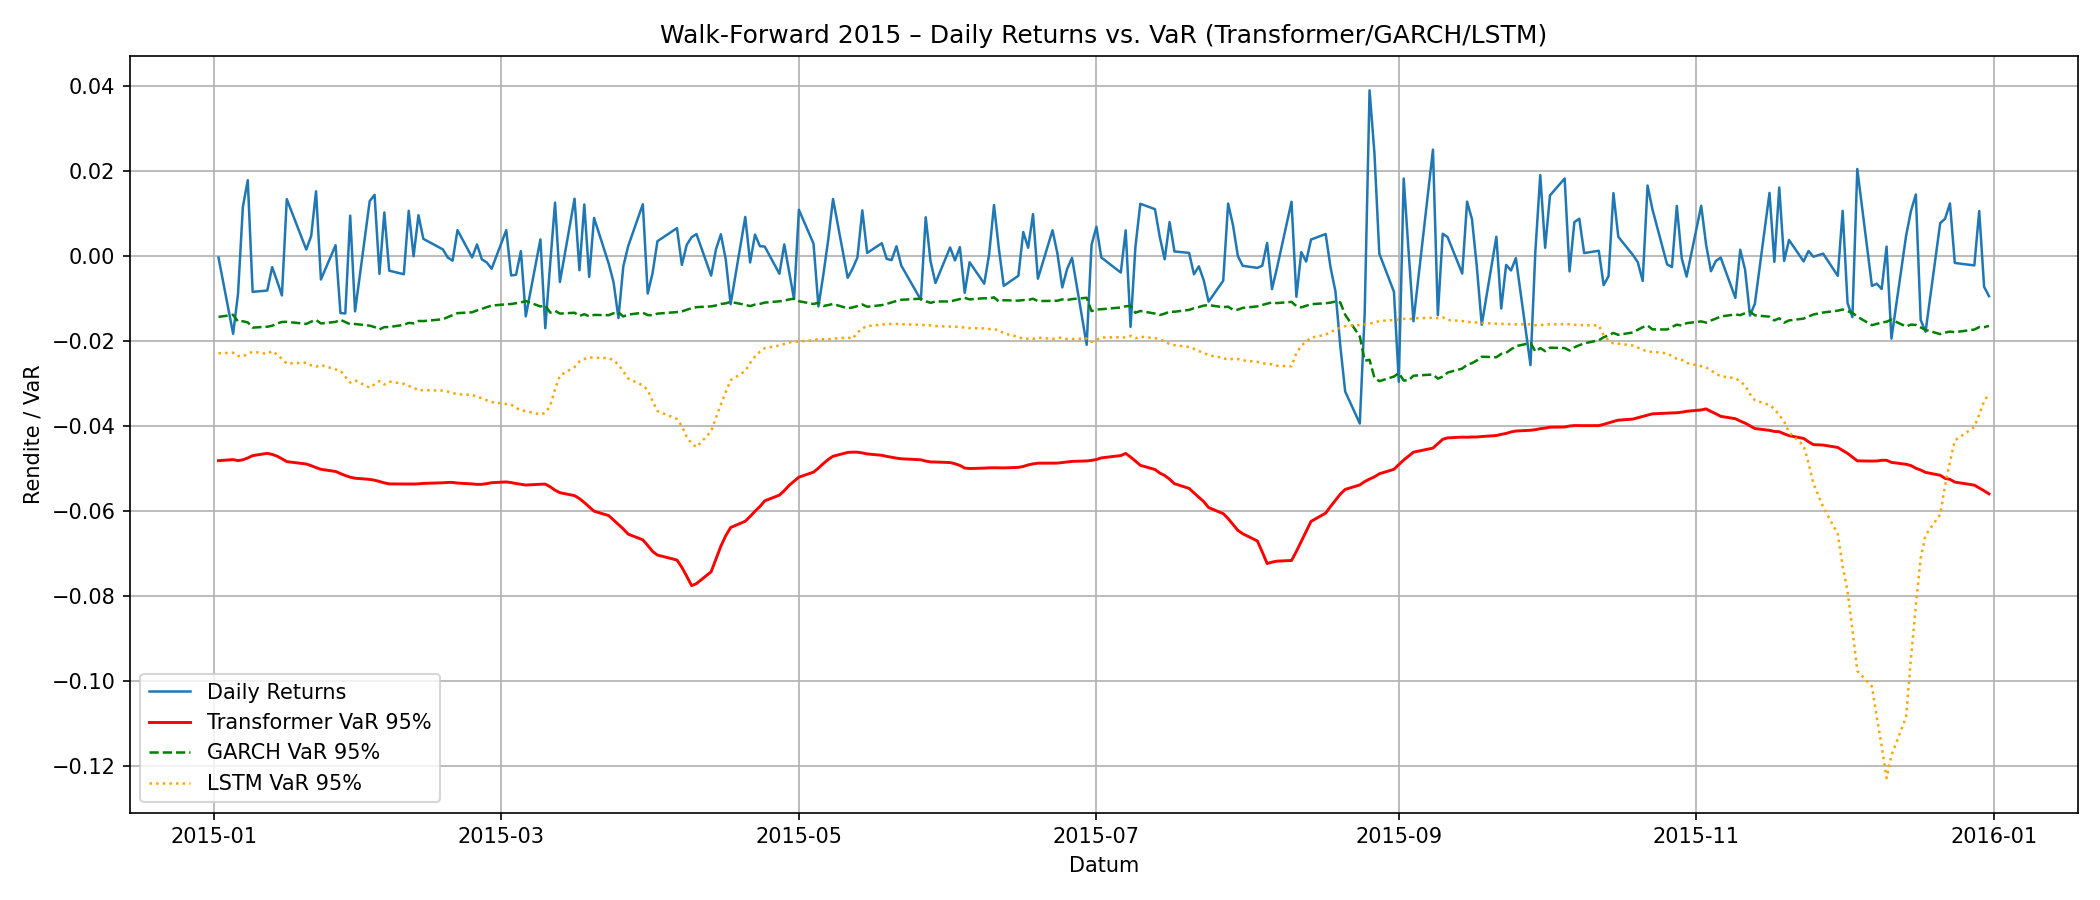 Walk-Forward 2015 – Daily Returns vs. VaR (Transformer/GARCH/LSTM)
Rendite / VaR
0.04
0.02
0.00
−0.02
−0.04
−0.06
−0.08
−0.10
−0.12
Daily Returns
Transformer VaR 95%
GARCH VaR 95%
LSTM VaR 95%
2015-01 2015-03 2015-05 2015-07 2015-09 2015-11 2016-01
Datum